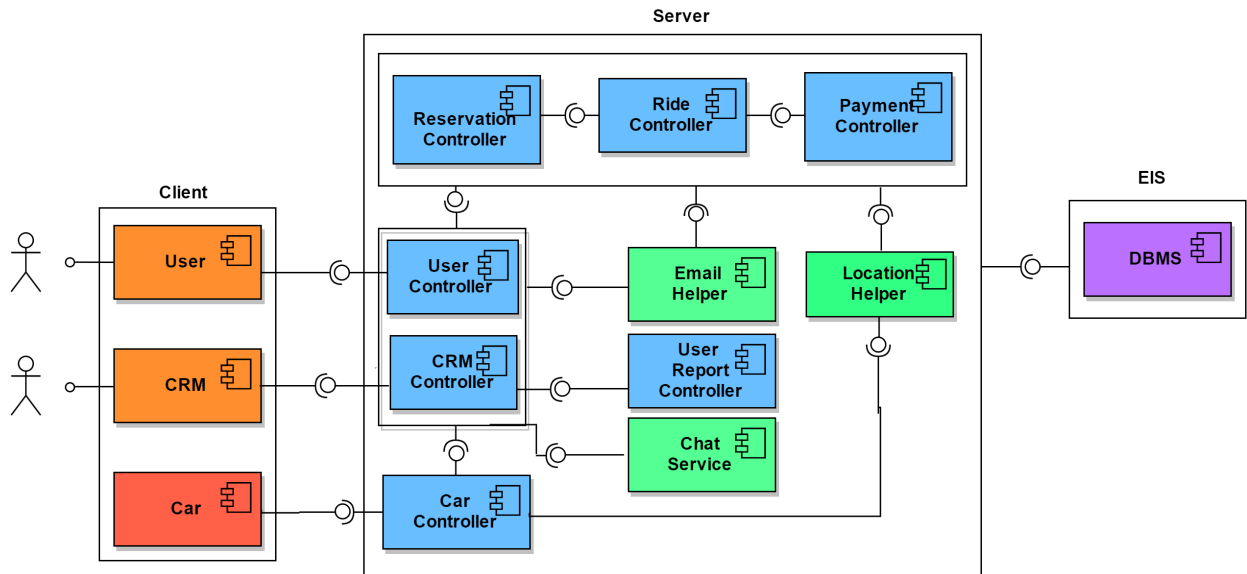 Server
Reservation
Controller
Ride
Controller
Payment
Controller
Client
EIS
User
User
Controller
Email
Helper
Location
Helper
DBMS
CRM
CRM
Controller
User
Report
Controller
Chat
Service
Car
Car
Controller